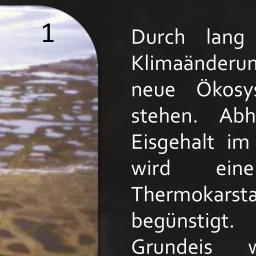 1
Durch lang
Klimaänderun
neue Ökosys
stehen. Abh
Eisgehalt im
wird eine
Thermokarsta
begünstigt.
Grundeis w